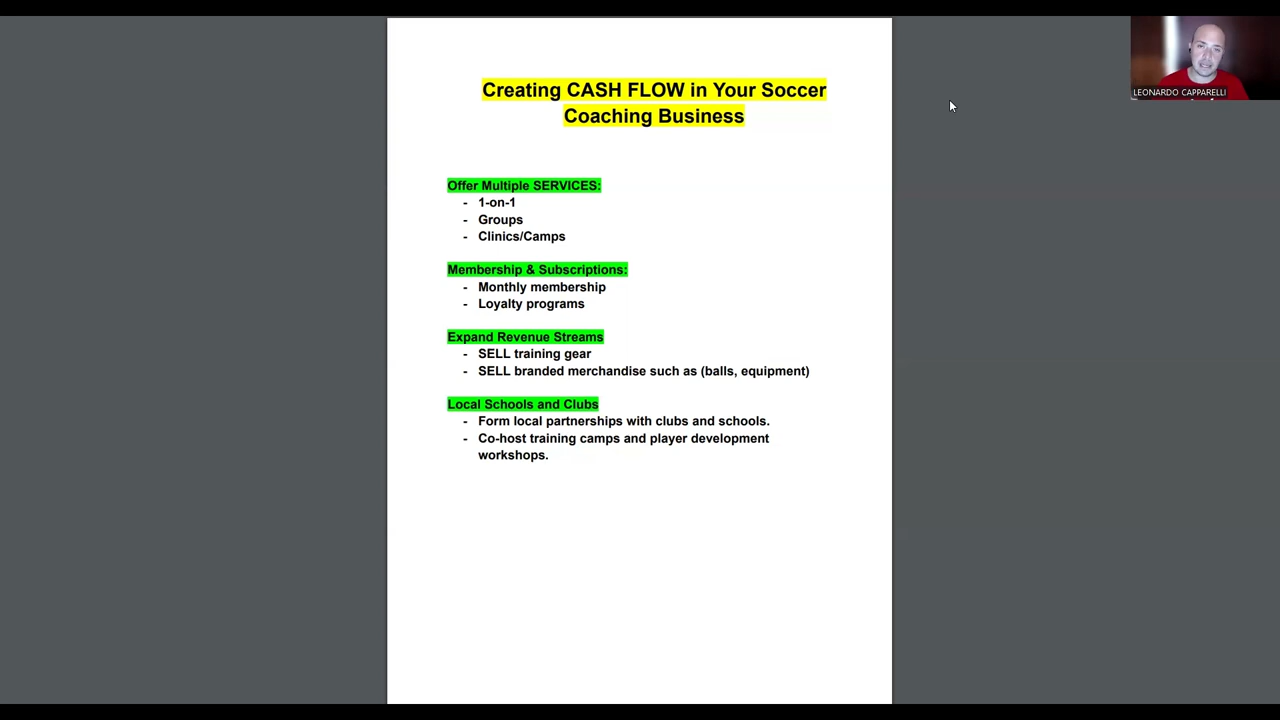 Creating CASH FLOW in Your Soccer
Coaching Business
LEONARDO CAPPARELLI
Offer Multiple SERVICES:
- 1-on-1
- Groups
- Clinics/Camps
Membership & Subscriptions:
- Monthly membership
- Loyalty programs
Expand Revenue Streams
- SELL training gear
- SELL branded merchandise such as (balls, equipment)
Local Schools and Clubs
- Form local partnerships with clubs and schools.
- Co-host training camps and player development
workshops.